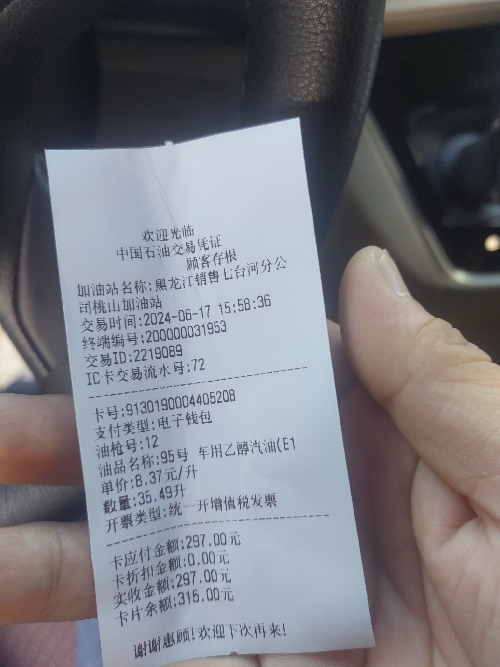 欢迎光临
中国石油交易凭证
顾客存根
加油站名称:黑龙江销售七台河分公
司桃山加油站
交易时间:2024-06-17 15:58:36
终端编号:200000031953
交易ID:2219089
IC卡交易流水号:72
卡号:9130190004405208
支付类型:电子钱包
油枪号:12
油品名称:95号 车用乙醇汽油(E1
单价:8.37元/升
数量:35.49升
开票类型:统一开增值税发票
卡应付金额:297.00元
卡折扣金额:0.00元
实收金额:297.00元
卡片余额:315.00元
谢谢惠顾!欢迎下次再来!